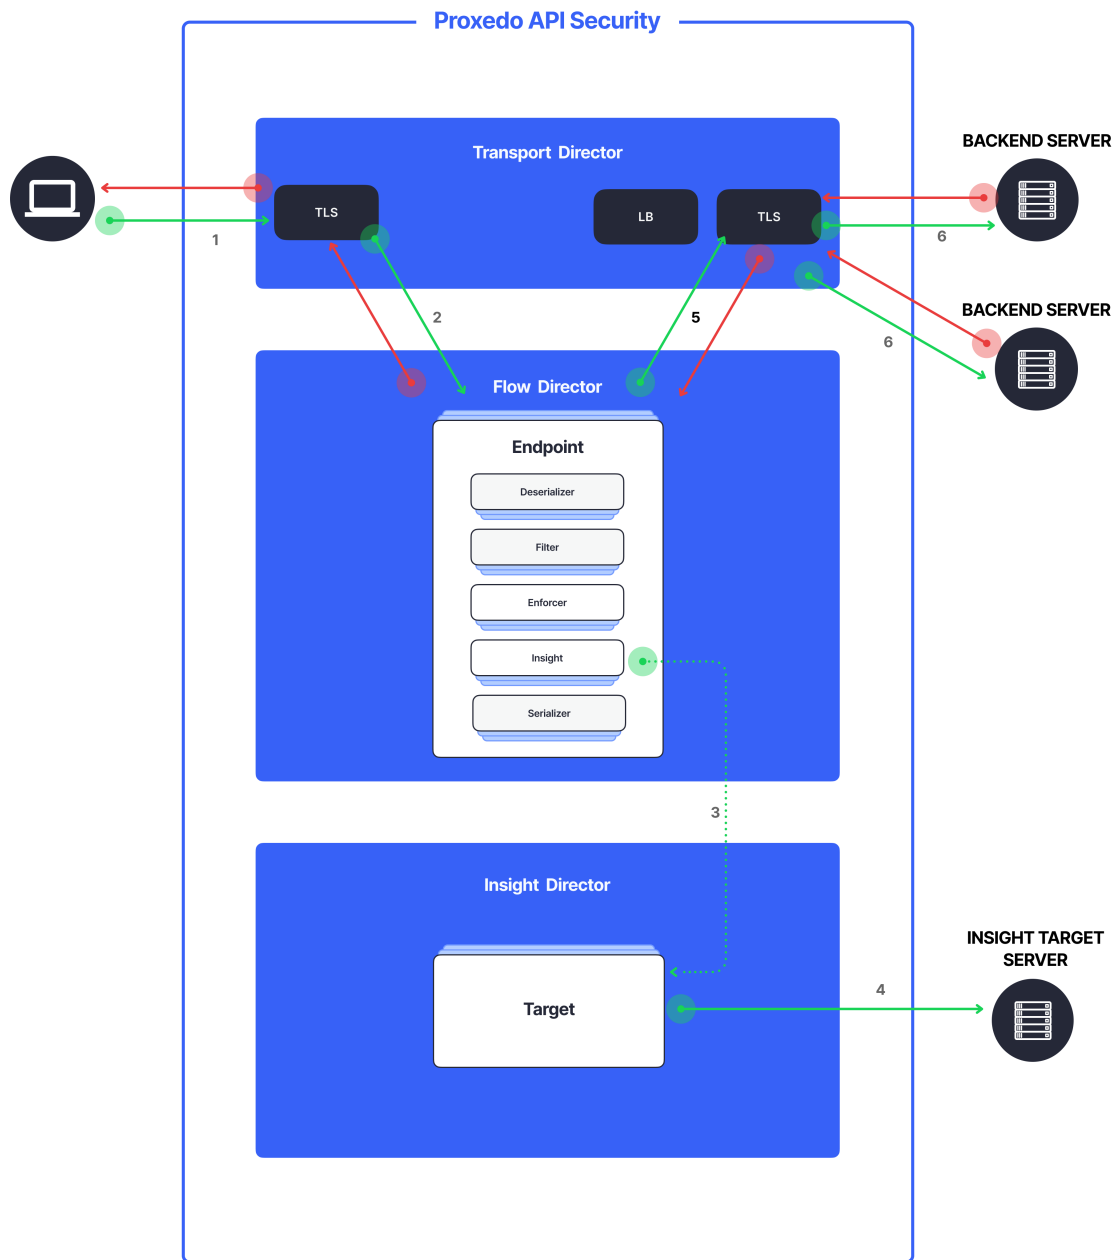 Proxedo API Security
Transport Director
BACKEND SERVER
TLS
LB
TLS
1
6
2
5
BACKEND SERVER
6
Flow Director
Endpoint
Deserializer
Filter
Enforcer
Insight
Serializer
3
Insight Director
INSIGHT TARGET
SERVER
4
Target